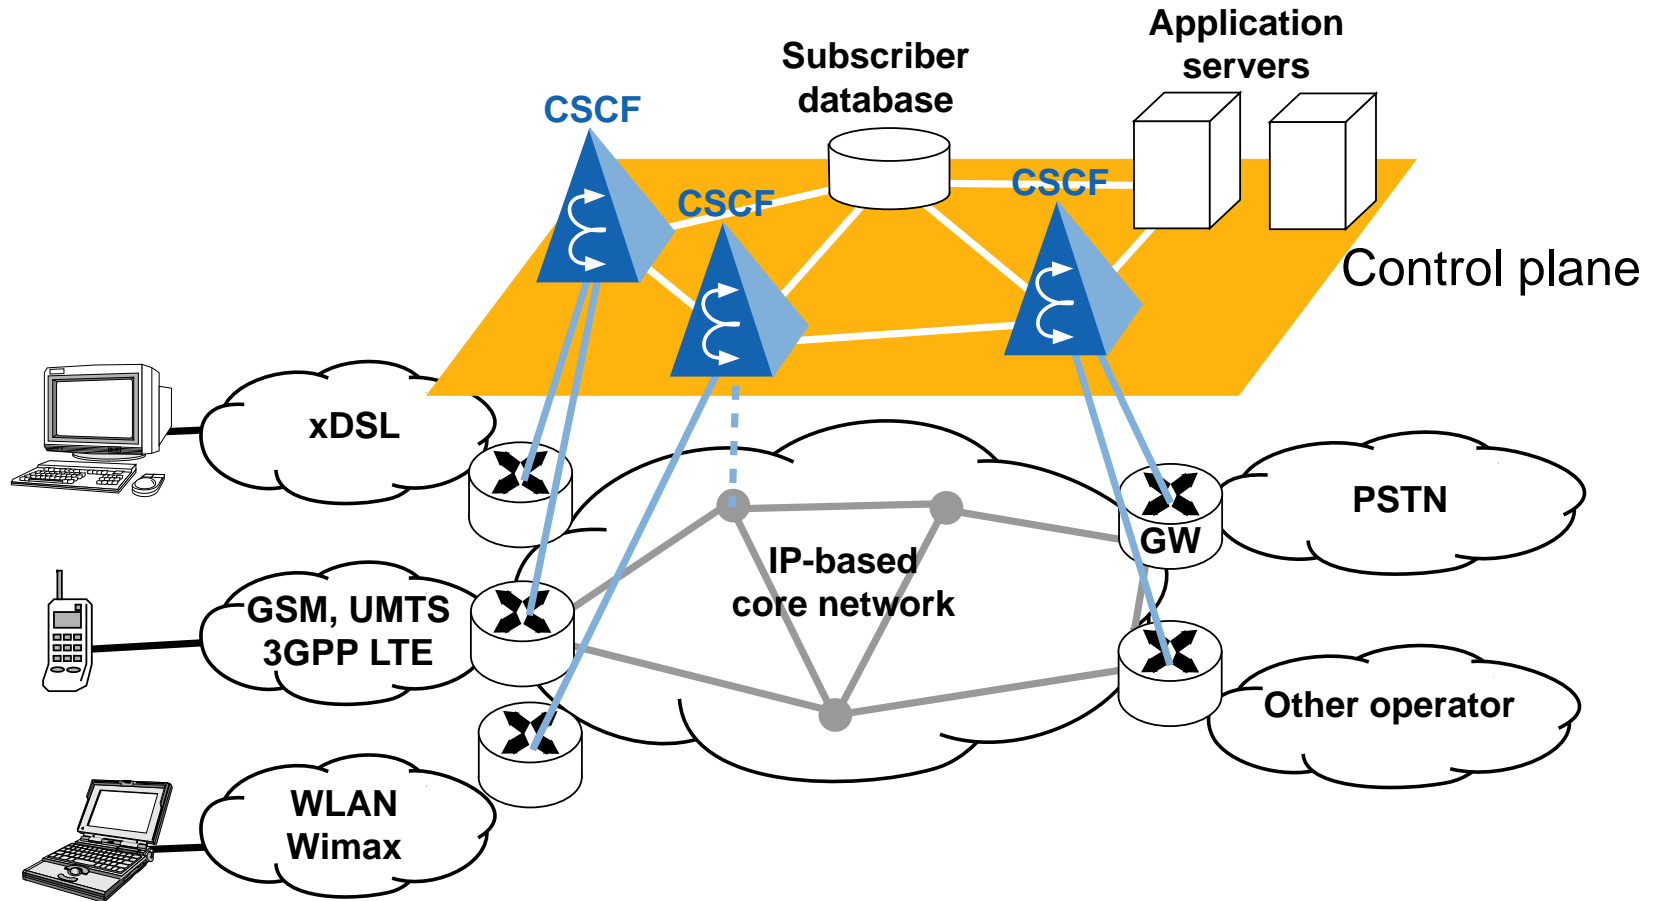 Application
servers
Subscriber
database
CSCF
CSCF
CSCF
Control plane
xDSL
PSTN
GW
IP-based
core network
GSM, UMTS
3GPP LTE
Other operator
WLAN
Wimax